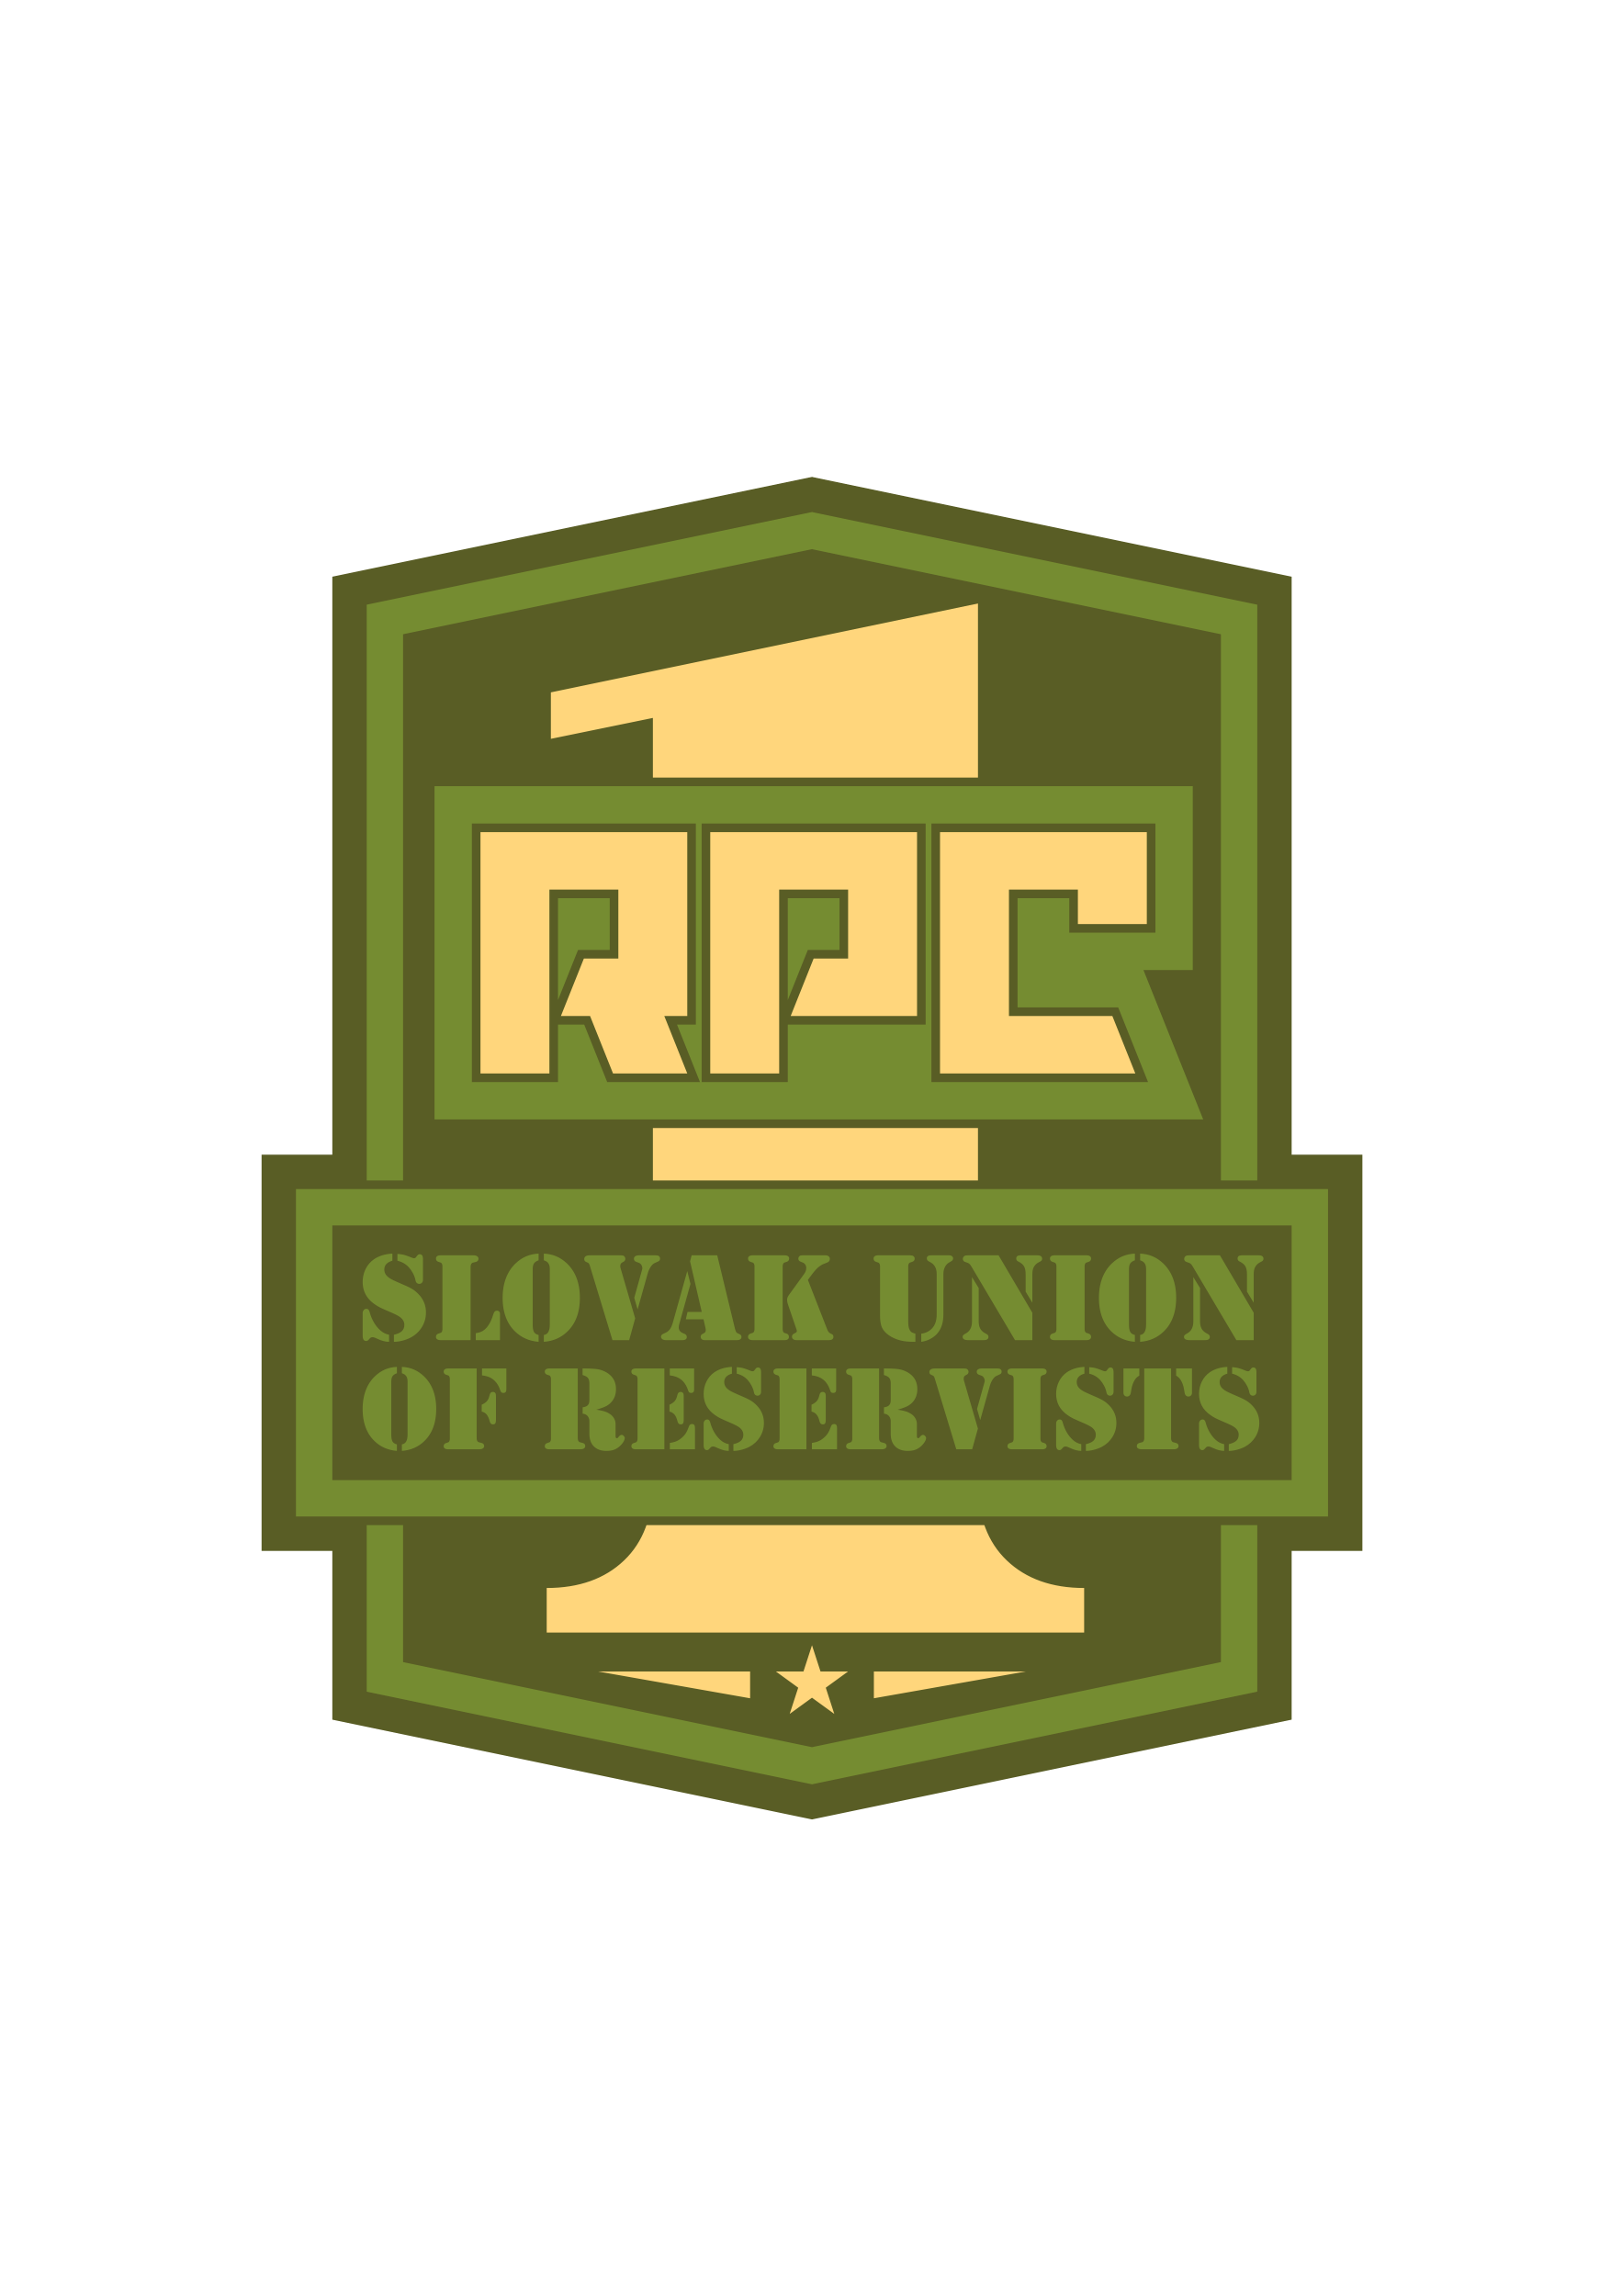 1
RPC
SLOVAK UNION
OF RESERVISTS